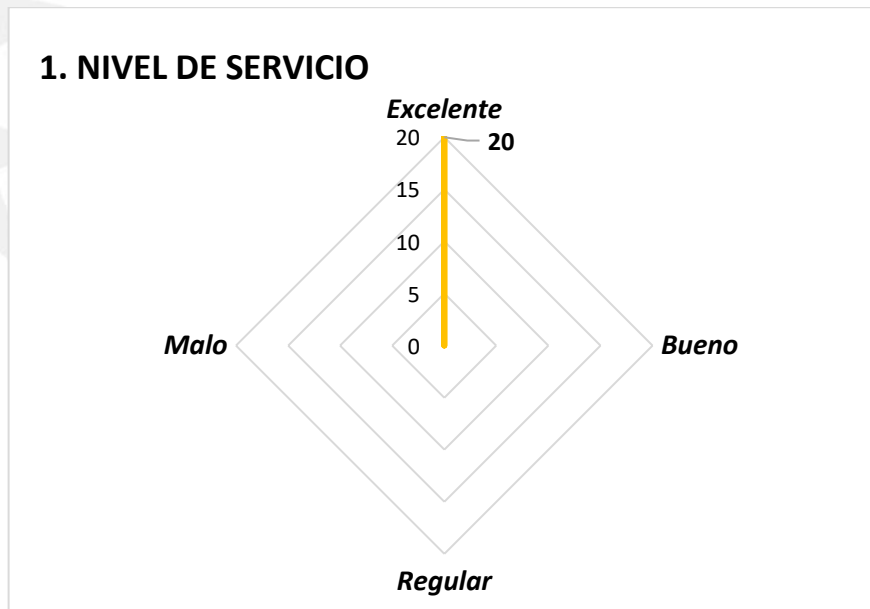 1. NIVEL DE SERVICIO
Excelente
20
20
15
10
5
0
Malo
Bueno
Regular